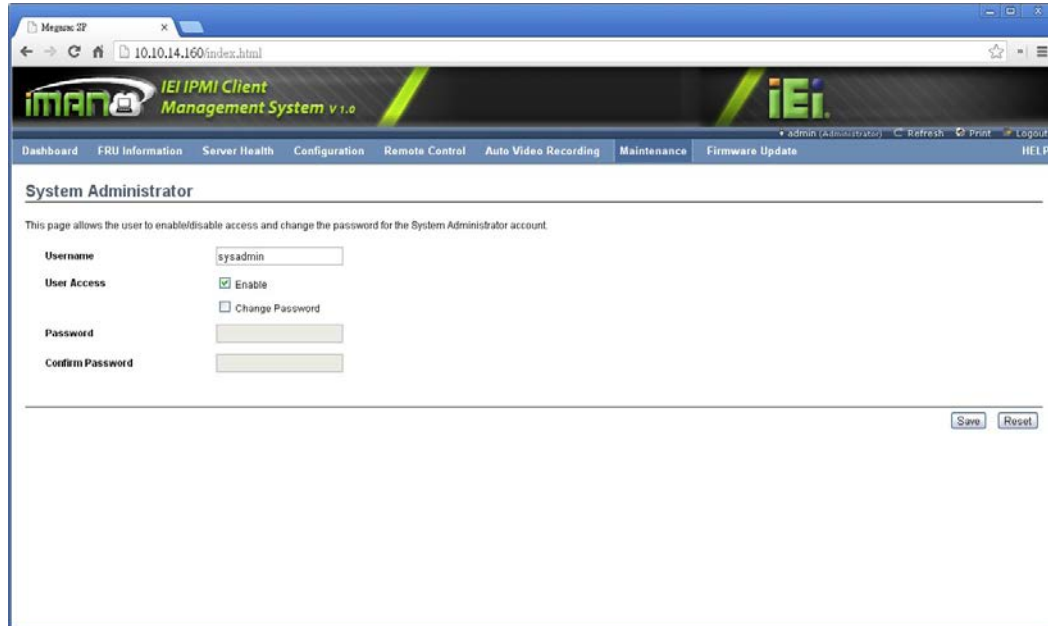 Megarac SP
10.10.14.160/index.html
iMAN
IEI IPMI Client
Management System v 1.0
iEi.
admin (Administrator) Refresh Print Logout
Dashboard FRU Information Server Health Configuration Remote Control Auto Video Recording Maintenance Firmware Update HELP
System Administrator
This page allows the user to enable/disable access and change the password for the System Administrator account.
Username sysadmin
User Access Enable
Change Password
Password
Confirm Password
Save Reset